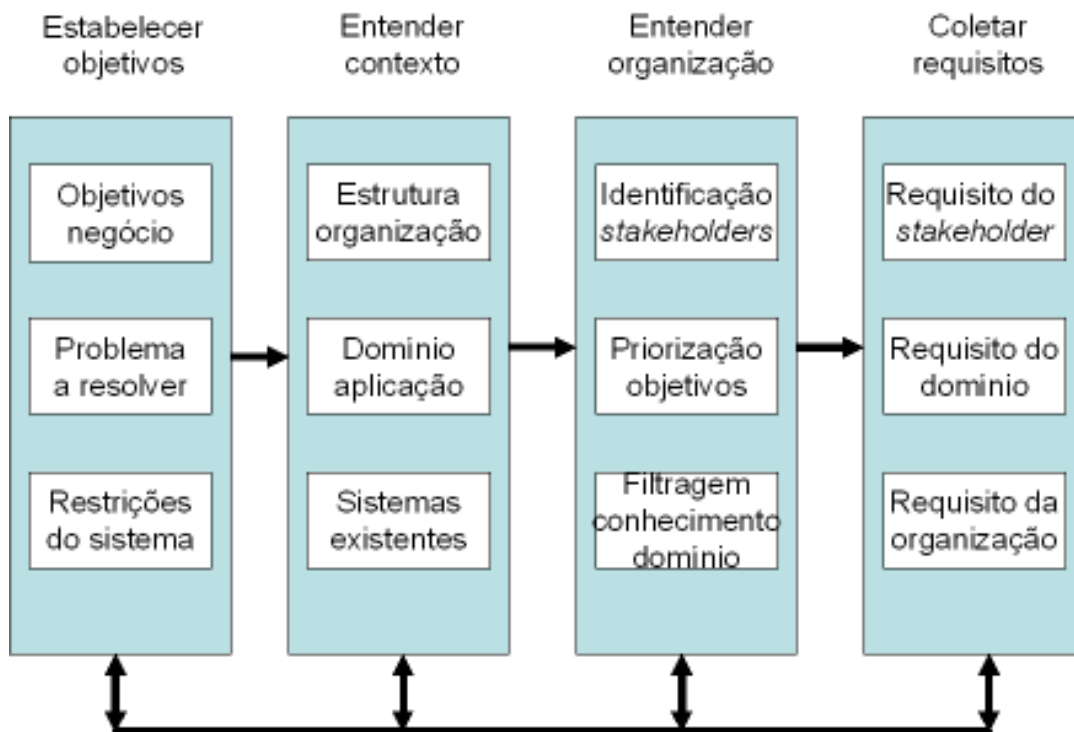 Estabelecer
objetivos
Entender
contexto
Entender
organização
Coletar
requisitos
Objetivos
negócio
Problema
a resolver
Restrições
do sistema
Estrutura
organização
Dominio
aplicação
Sistemas
existentes
Identificação
stakeholders
Priorização
objetivos
Filtragem
conhecimento
dominio
Requisito do
stakeholder
Requisito do
dominio
Requisito da
organização